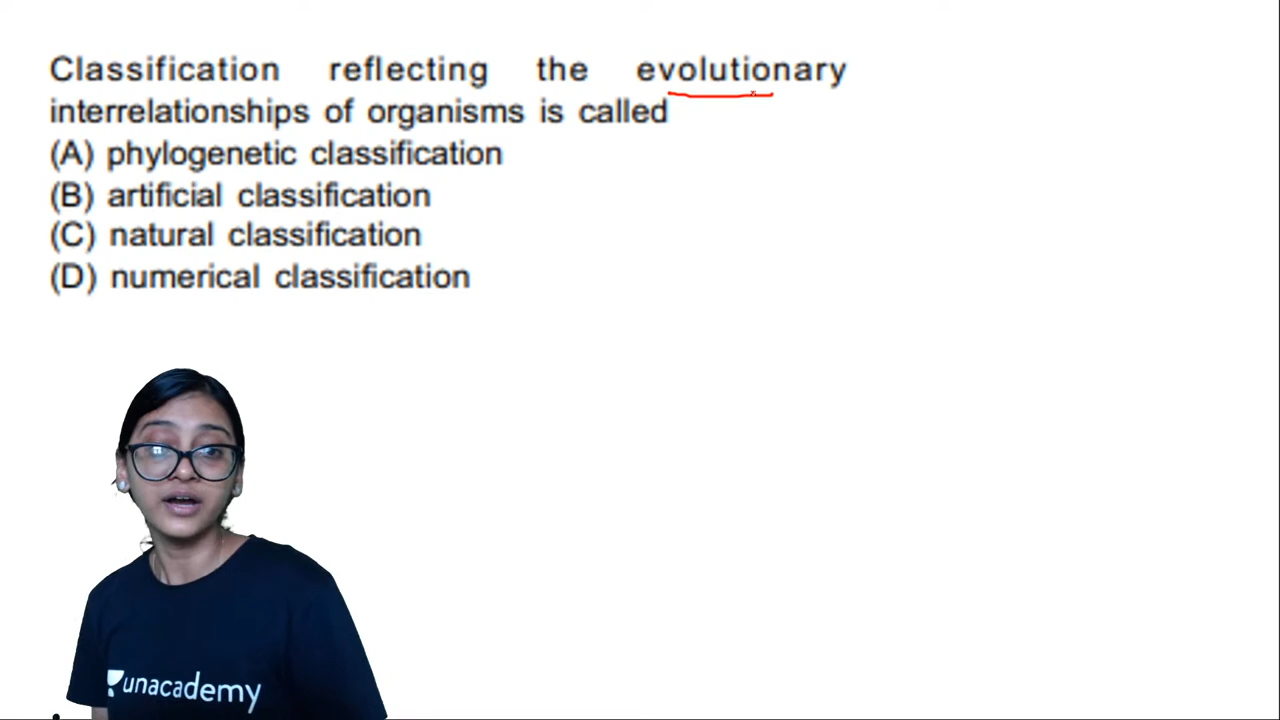 Classification reflecting the evolutionary
interrelationships of organisms is called
(A) phylogenetic classification
(B) artificial classification
(C) natural classification
(D) numerical classification
unacademy